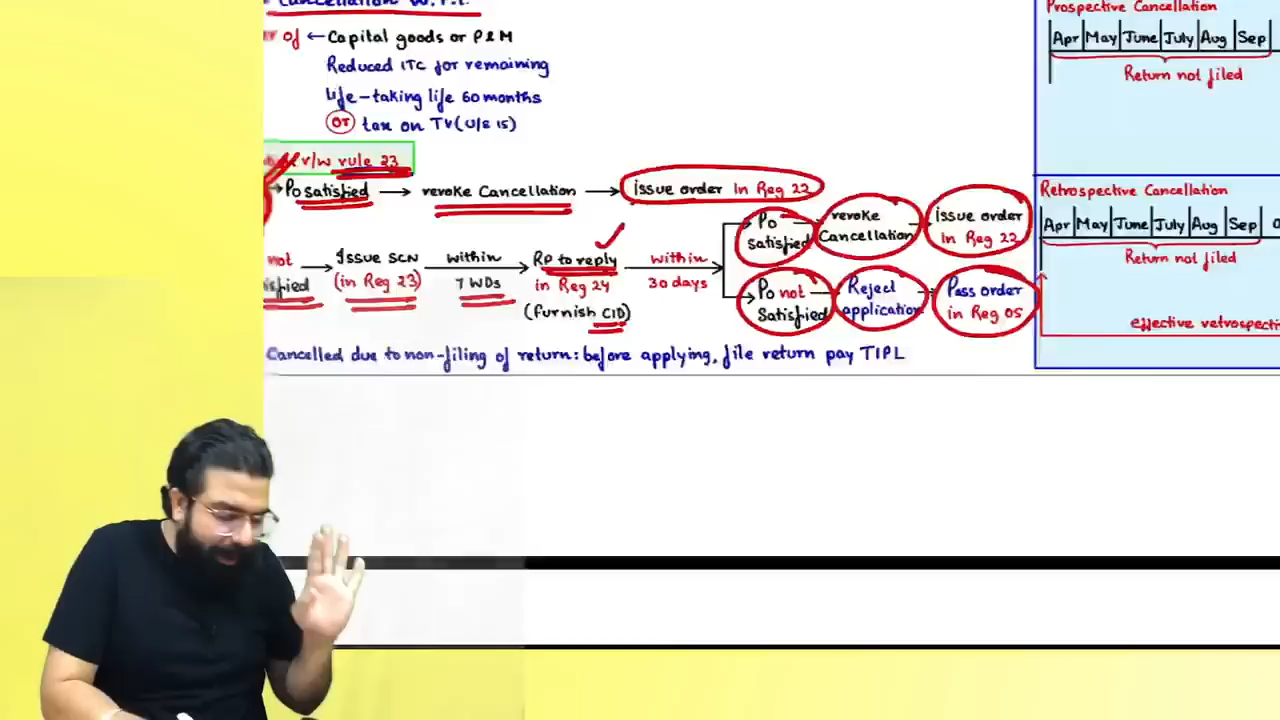 Cancellation w.r.t.
of ← Capital goods or P&M
Reduced ITC for remaining
life - taking life 60 months
OR tax on TV (U/s 15)
r/w rule 23
→ PO satisfied → revoke Cancellation → issue order in Reg 22
not → Issue SCN within → RP to reply within
(in Reg 23) 7 WDs in Reg 24 30 days
(furnish CID)
PO satisfied → revoke Cancellation → issue order in Reg 22
PO not satisfied → Reject application → Pass order in Reg 05
Cancelled due to non-filing of return: before applying, file return pay TIPL
Prospective Cancellation
Apr May June July Aug Sep
Return not filed
Retrospective Cancellation
Apr May June July Aug Sep
Return not filed
effective